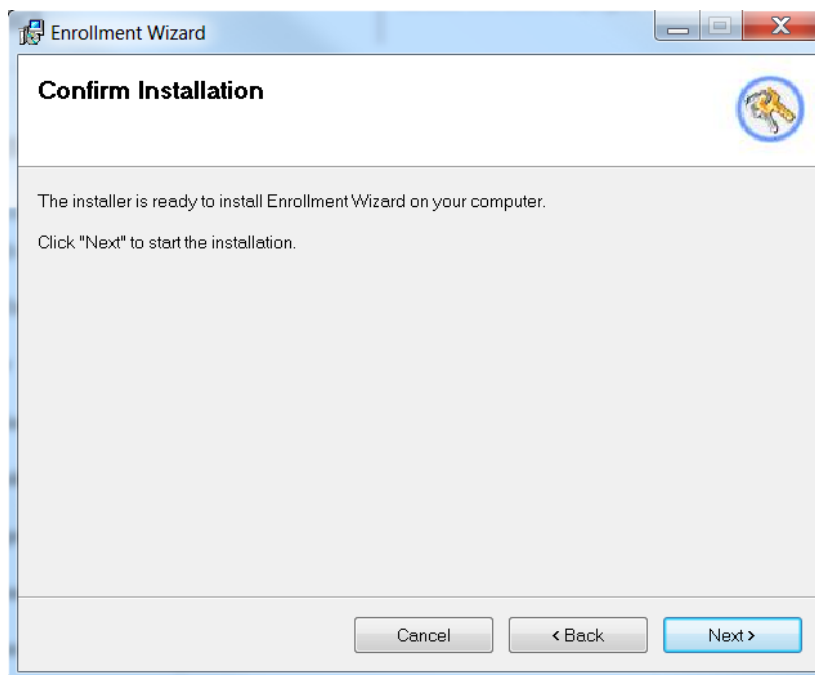 Enrollment Wizard
Confirm Installation
The installer is ready to install Enrollment Wizard on your computer.
Click "Next" to start the installation.
Cancel
< Back
Next >